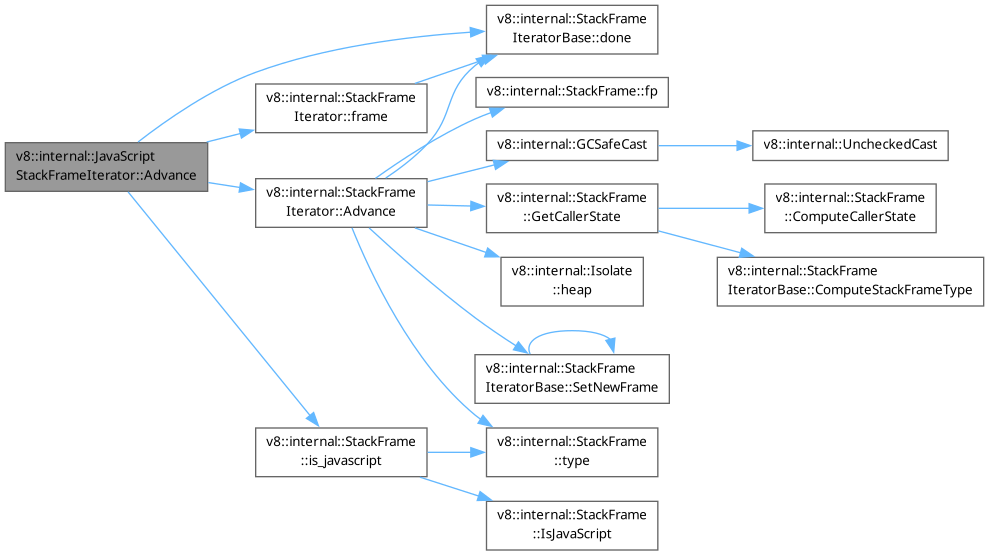 v8::internal::StackFrame
IteratorBase::done
v8::internal::StackFrame::fp
v8::internal::StackFrame
Iterator::frame
v8::internal::GCSafeCast
v8::internal::UncheckedCast
v8::internal::JavaScript
StackFrameIterator::Advance
v8::internal::StackFrame
Iterator::Advance
v8::internal::StackFrame
::GetCallerState
v8::internal::StackFrame
::ComputeCallerState
v8::internal::Isolate
::heap
v8::internal::StackFrame
IteratorBase::ComputeStackFrameType
v8::internal::StackFrame
IteratorBase::SetNewFrame
v8::internal::StackFrame
::is_javascript
v8::internal::StackFrame
::type
v8::internal::StackFrame
::IsJavaScript